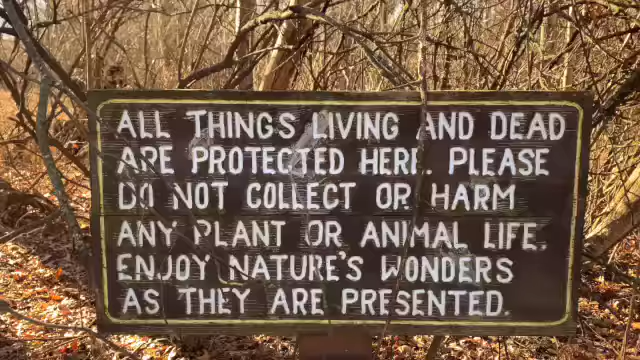 ALL THINGS LIVING AND DEAD
ARE PROTECTED HERE. PLEASE
DO NOT COLLECT OR HARM
ANY PLANT OR ANIMAL LIFE.
ENJOY NATURE'S WONDERS
AS THEY ARE PRESENTED.